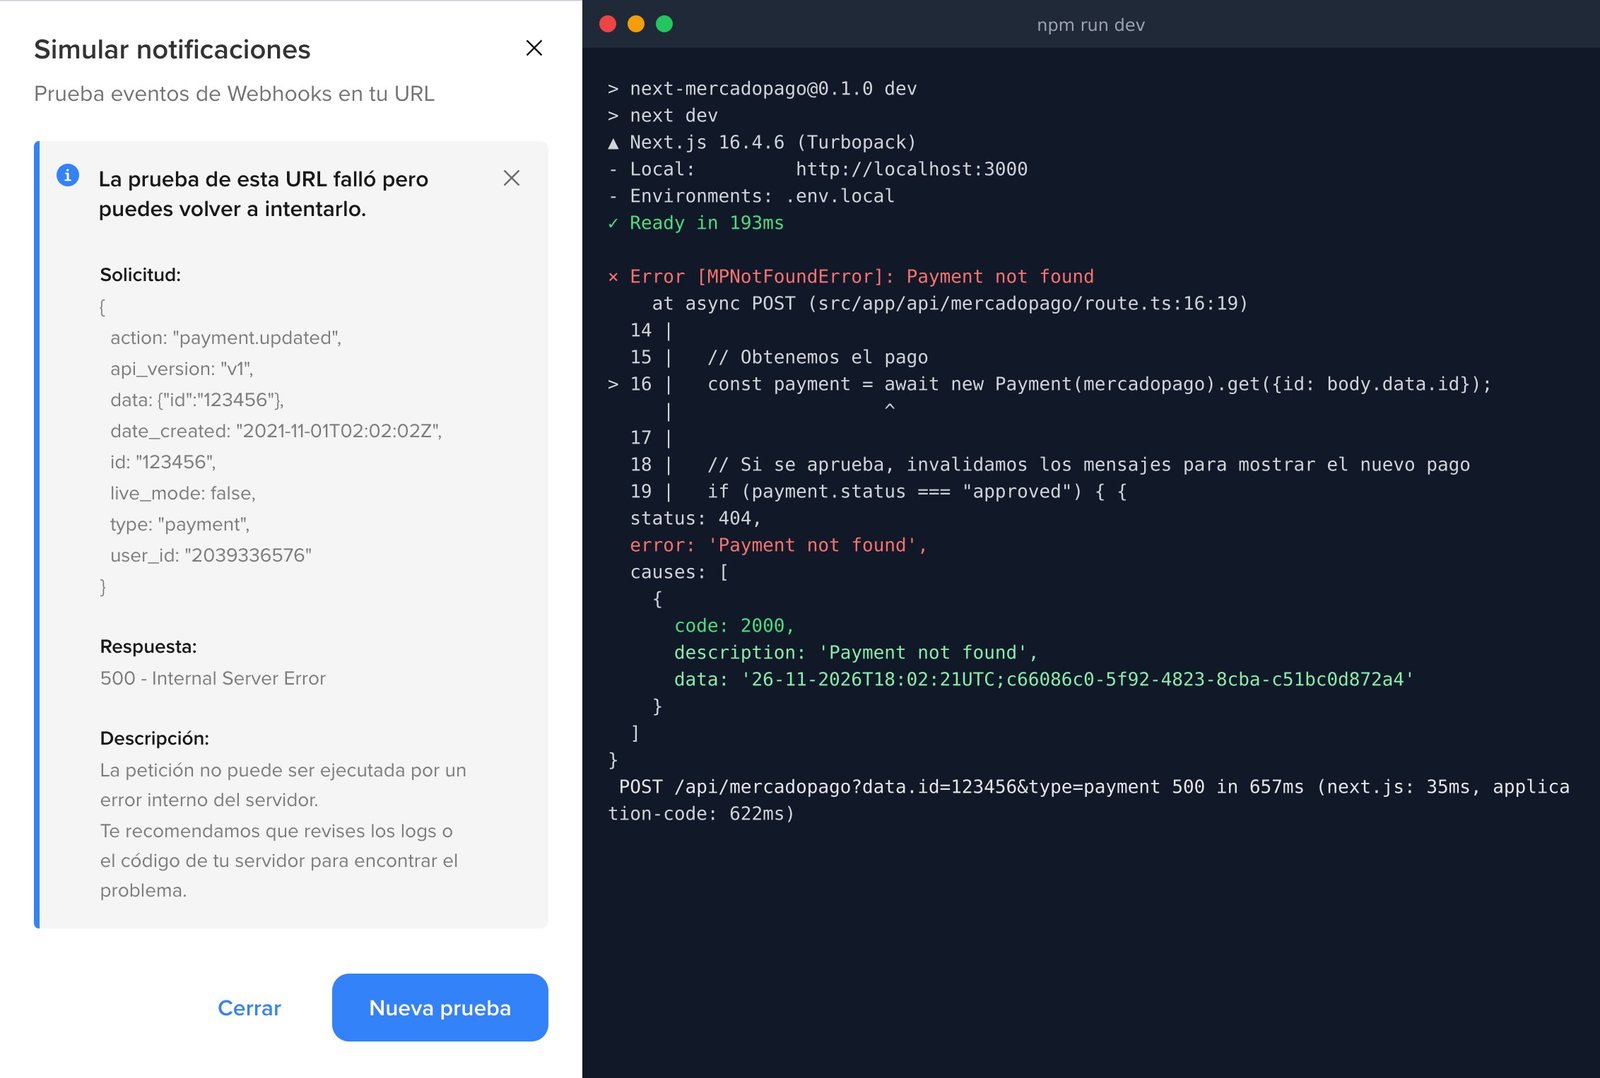 Simular notificaciones
Prueba eventos de Webhooks en tu URL
La prueba de esta URL falló pero
puedes volver a intentarlo.
Solicitud:
{
action: "payment.updated",
api_version: "v1",
data: {"id":"123456"},
date_created: "2021-11-01T02:02:02Z",
id: "123456",
live_mode: false,
type: "payment",
user_id: "2039336576"
}
Respuesta:
500 - Internal Server Error
Descripción:
La petición no puede ser ejecutada por un
error interno del servidor.
Te recomendamos que revises los logs o
el código de tu servidor para encontrar el
problema.
Cerrar
Nueva prueba
npm run dev
> next-mercadopago@0.1.0 dev
> next dev
▲ Next.js 16.4.6 (Turbopack)
- Local:         http://localhost:3000
- Environments: .env.local
✓ Ready in 193ms
× Error [MPNotFoundError]: Payment not found
    at async POST (src/app/api/mercadopago/route.ts:16:19)
  14 |
  15 |   // Obtenemos el pago
> 16 |   const payment = await new Payment(mercadopago).get({id: body.data.id});
     |                   ^
  17 |
  18 |   // Si se aprueba, invalidamos los mensajes para mostrar el nuevo pago
  19 |   if (payment.status === "approved") { {
  status: 404,
  error: 'Payment not found',
  causes: [
    {
      code: 2000,
      description: 'Payment not found',
      data: '26-11-2026T18:02:21UTC;c66086c0-5f92-4823-8cba-c51bc0d872a4'
    }
  ]
}
 POST /api/mercadopago?data.id=123456&type=payment 500 in 657ms (next.js: 35ms, applica
tion-code: 622ms)